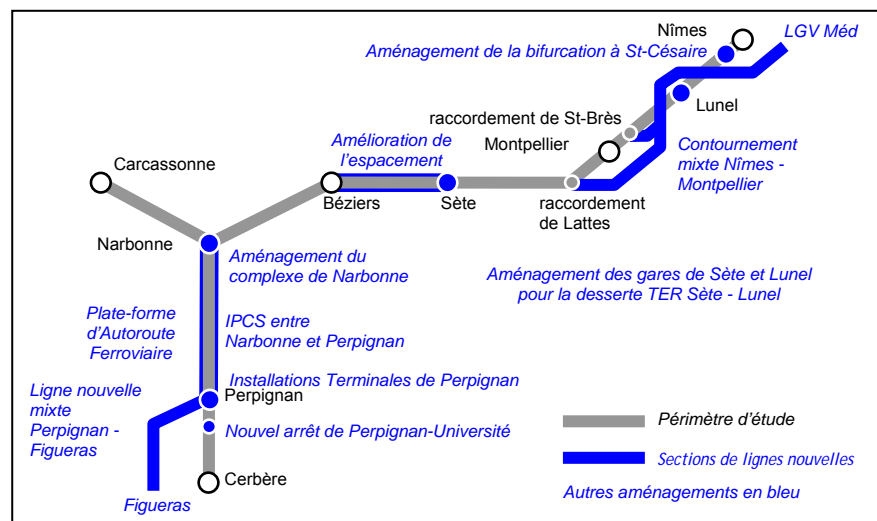 Nîmes
LGV Méd
Aménagement de la bifurcation à St-Césaire
Lunel
raccordement de St-Brès
Montpellier
Contournement
mixte Nîmes -
Montpellier
Amélioration de
l'espacement
Carcassonne
Béziers
Sète
raccordement
de Lattes
Narbonne
Aménagement du
complexe de Narbonne
Aménagement des gares de Sète et Lunel
pour la desserte TER Sète - Lunel
Plate-forme
d'Autoroute
Ferroviaire
IPCS entre
Narbonne et Perpignan
Ligne nouvelle
mixte
Perpignan -
Figueras
Installations Terminales de Perpignan
Perpignan
Nouvel arrêt de Perpignan-Université
Cerbère
Figueras
Périmètre d'étude
Sections de lignes nouvelles
Autres aménagements en bleu